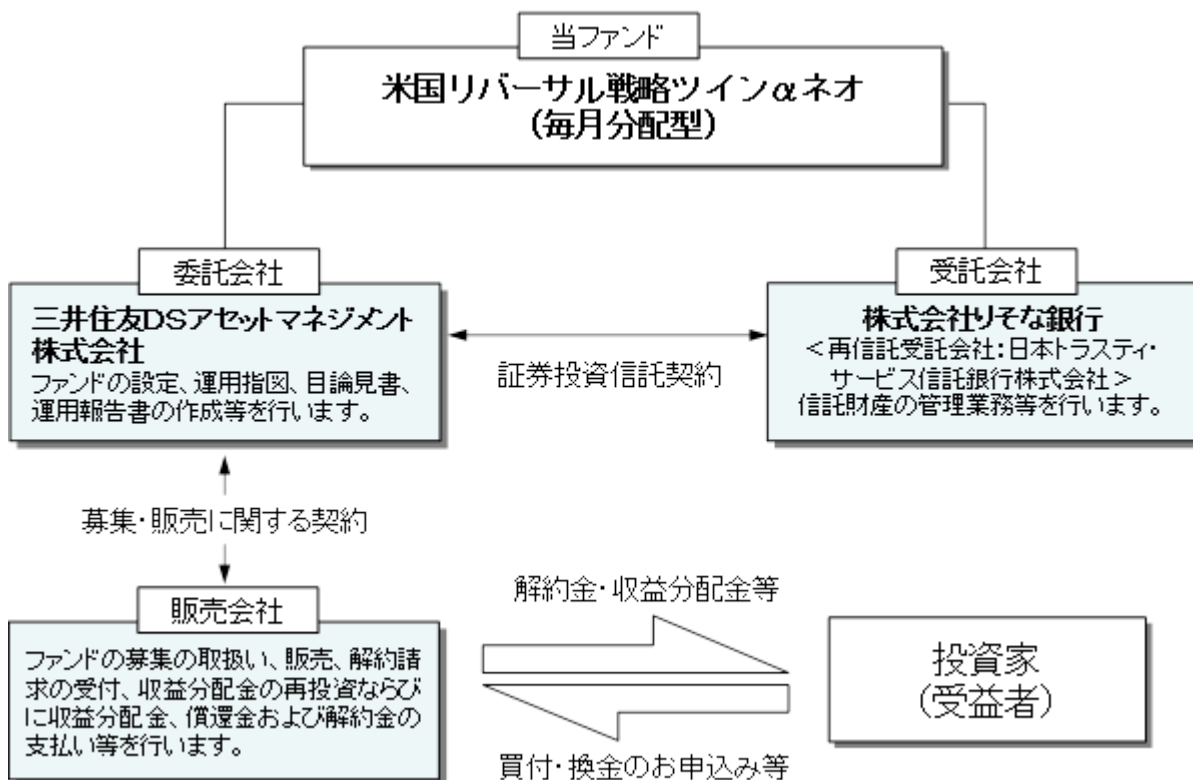 当ファンド
米国リバーサル戦略ツインαネオ
(毎月分配型)
委託会社
三井住友DSアセットマネジメント
株式会社
ファンドの設定、運用指図、目論見書、
運用報告書の作成等を行います。
証券投資信託契約
受託会社
株式会社りそな銀行
<再信託受託会社:日本トラスティ・
サービス信託銀行株式会社>
信託財産の管理業務等を行います。
募集・販売に関する契約
販売会社
ファンドの募集の取扱い、販売、解約請
求の受付、収益分配金の再投資ならび
に収益分配金、償還金および解約金の
支払い等を行います。
解約金・収益分配金等
買付・換金のお申込み等
投資家
(受益者)